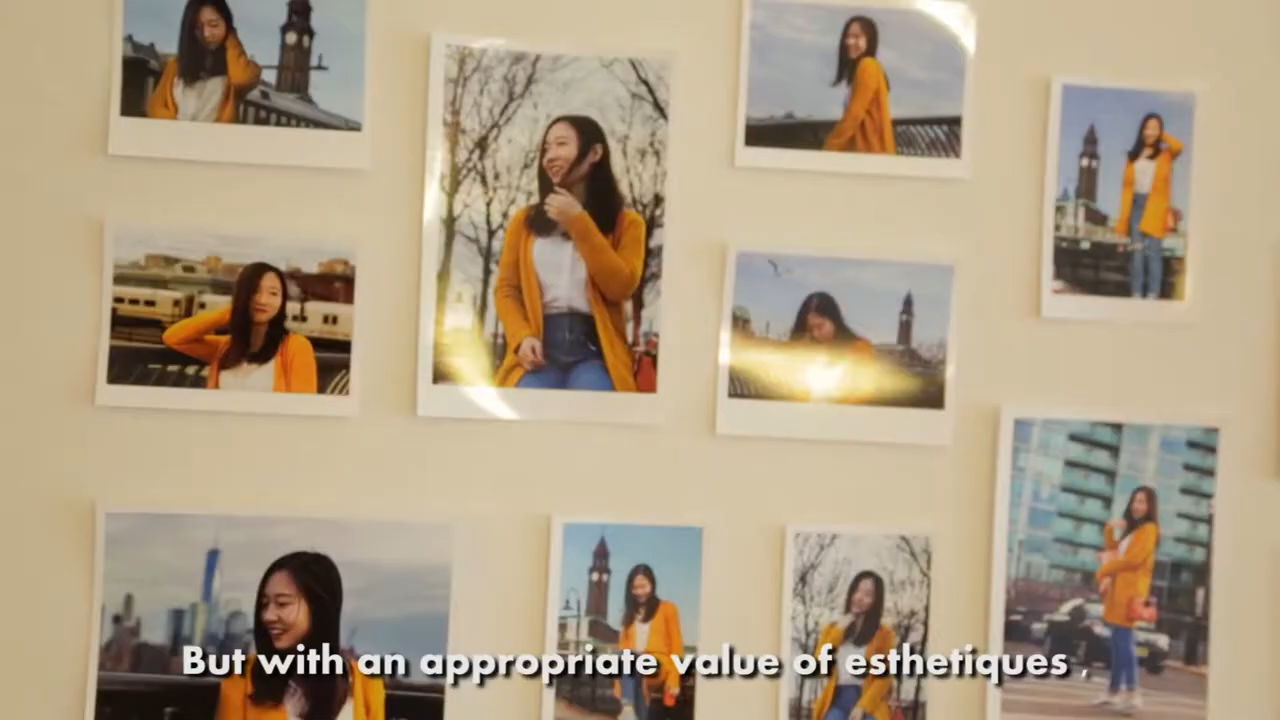 But with an appropriate value of esthetiques ,